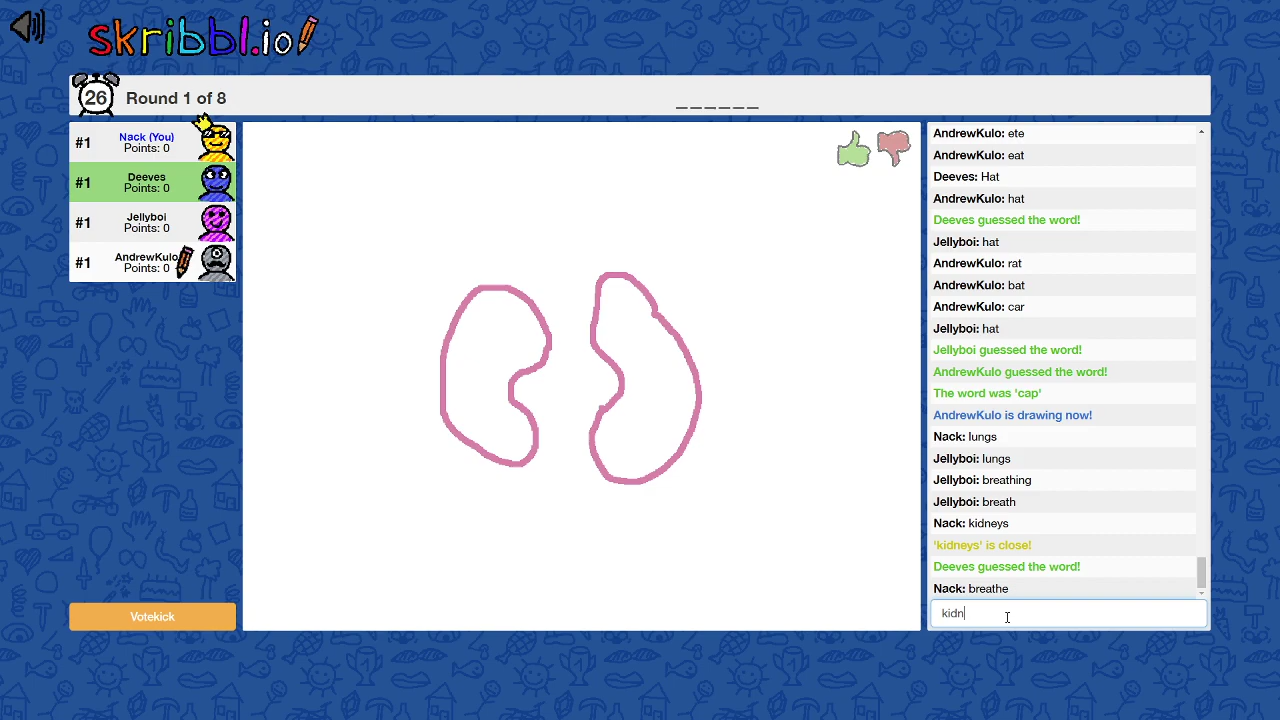 skribbl.io
26
Round 1 of 8
______
#1
Nack (You)
Points: 0
#1
Deeves
Points: 0
#1
Jellyboi
Points: 0
#1
AndrewKulo
Points: 0
Votekick
AndrewKulo: ete
AndrewKulo: eat
Deeves: Hat
AndrewKulo: hat
Deeves guessed the word!
Jellyboi: hat
AndrewKulo: rat
AndrewKulo: bat
AndrewKulo: car
Jellyboi: hat
Jellyboi guessed the word!
AndrewKulo guessed the word!
The word was 'cap'
AndrewKulo is drawing now!
Nack: lungs
Jellyboi: lungs
Jellyboi: breathing
Jellyboi: breath
Nack: kidneys
'kidneys' is close!
Deeves guessed the word!
Nack: breathe
kidn